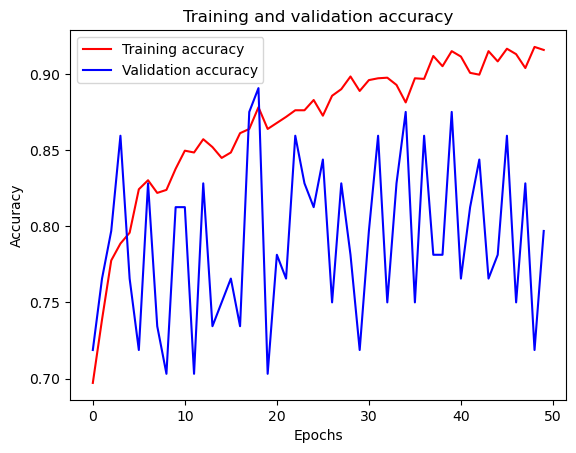 Training and validation accuracy
Training accuracy
Validation accuracy
0.90
0.85
0.80
0.75
0.70
Accuracy
0
10
20
30
40
50
Epochs